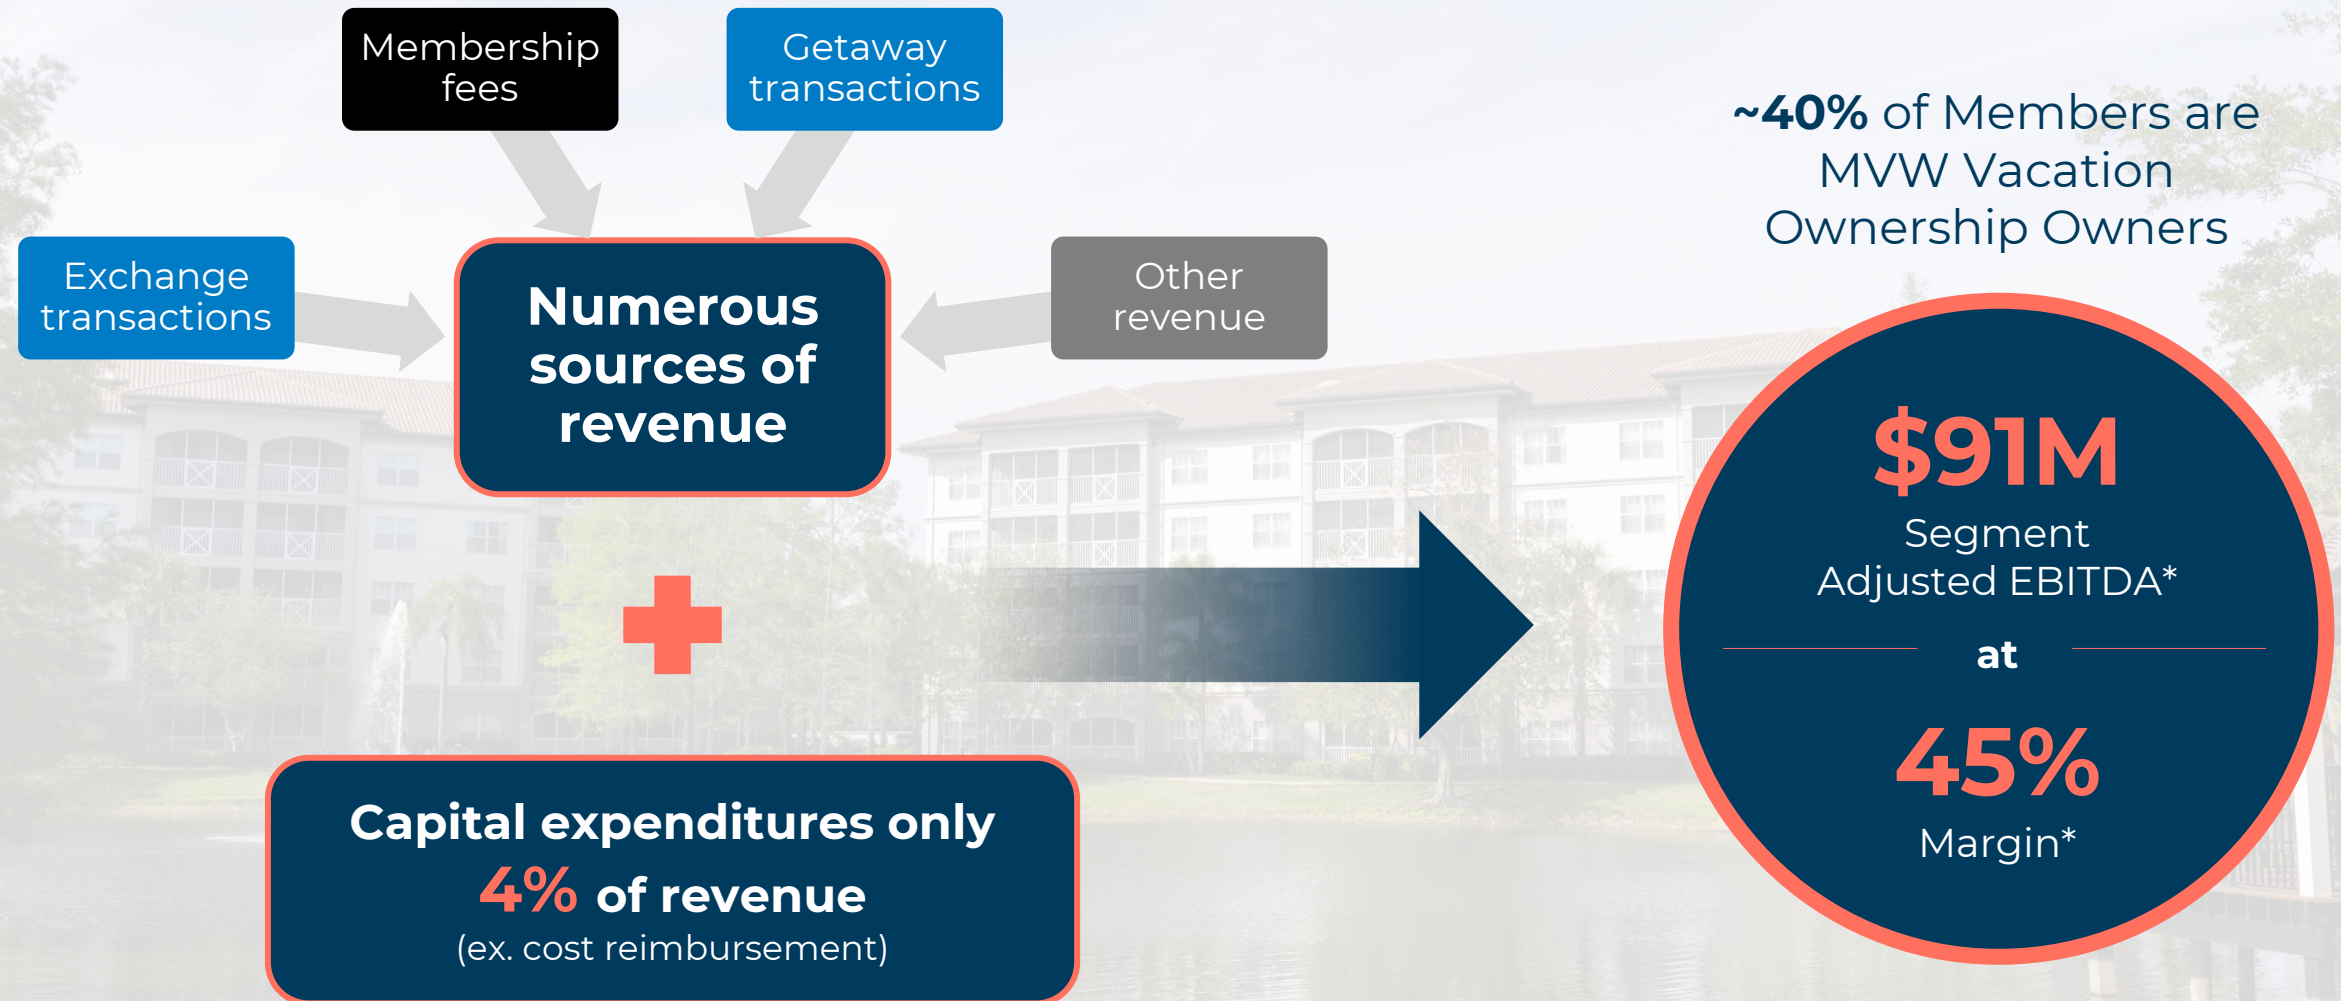 Membership
fees
Getaway
transactions
Exchange
transactions
Numerous
sources of
revenue
Other
revenue
Capital expenditures only
4% of revenue
(ex. cost reimbursement)
~40% of Members are
MVW Vacation
Ownership Owners
$91M
Segment
Adjusted EBITDA*
at
45%
Margin*